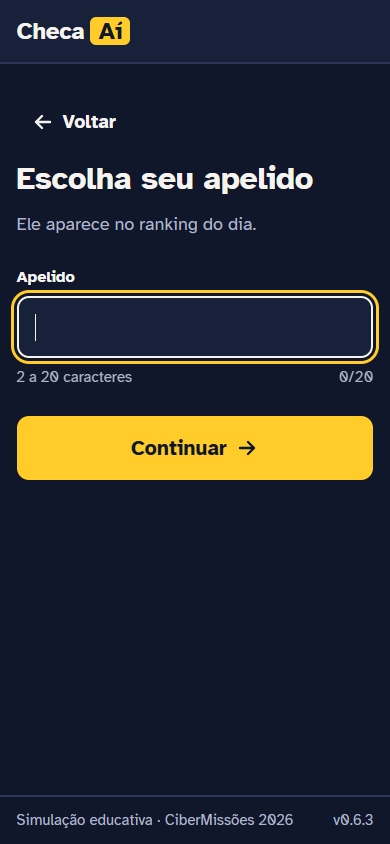 Checa Aí
← Voltar
Escolha seu apelido
Ele aparece no ranking do dia.
Apelido
2 a 20 caracteres 0/20
Continuar →
Simulação educativa · CiberMissões 2026 v0.6.3